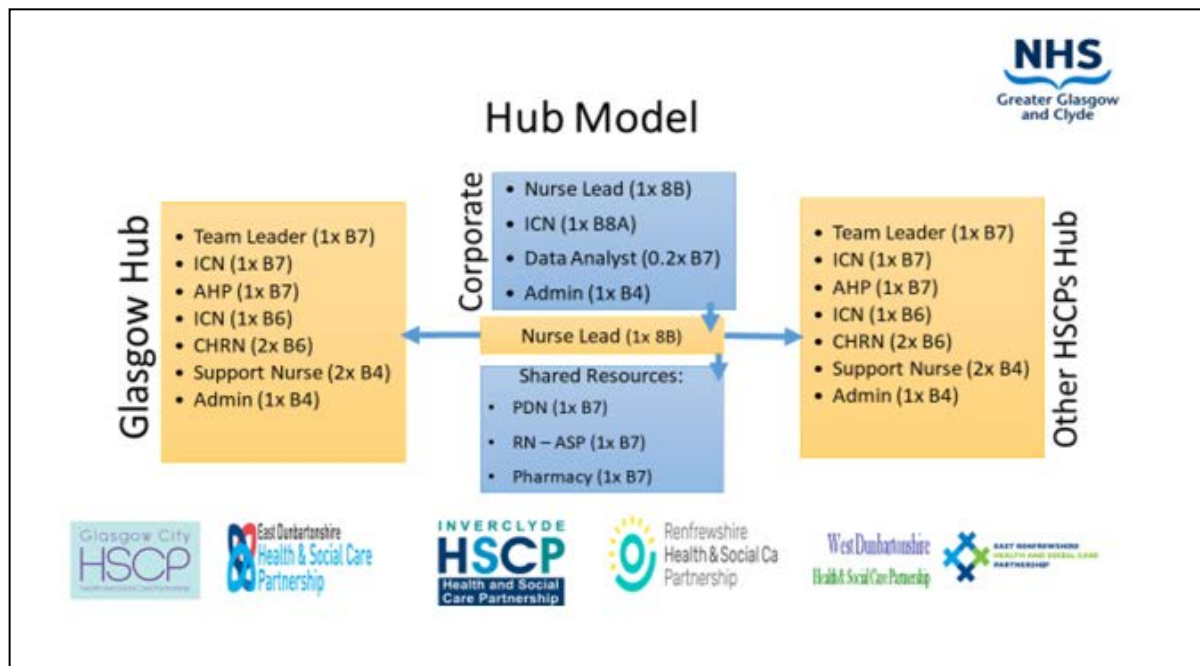 NHS
Greater Glasgow
and Clyde
Hub Model
Glasgow Hub
• Team Leader (1x B7)
• ICN (1x B7)
• AHP (1x B7)
• ICN (1x B6)
• CHRN (2x B6)
• Support Nurse (2x B4)
• Admin (1x B4)
Corporate
• Nurse Lead (1x 8B)
• ICN (1x B8A)
• Data Analyst (0.2x B7)
• Admin (1x B4)
Nurse Lead (1x 8B)
Shared Resources:
• PDN (1x B7)
• RN – ASP (1x B7)
• Pharmacy (1x B7)
• Team Leader (1x B7)
• ICN (1x B7)
• AHP (1x B7)
• ICN (1x B6)
• CHRN (2x B6)
• Support Nurse (2x B4)
• Admin (1x B4)
Other HSCPs Hub
Glasgow City
HSCP
Health and Social Care Partnership
East Dunbartonshire
Health & Social Care
Partnership
INVERCLYDE
HSCP
Health and Social
Care Partnership
Renfrewshire
Health & Social Ca
Partnership
West Dunbartonshire
Health & Social Care Partnership
EAST RENFREWSHIRE
HEALTH AND SOCIAL CARE
PARTNERSHIP